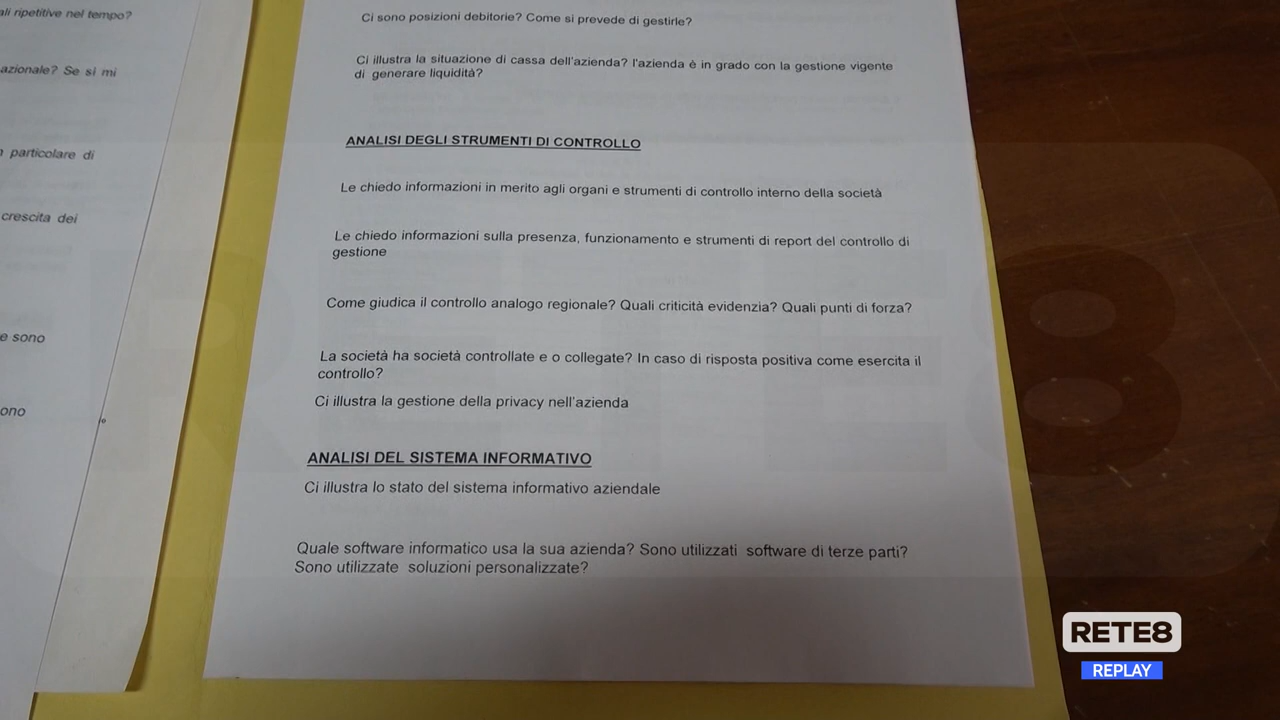 ali ripetitive nel tempo?
azionale? Se si mi
particolare di
crescita dei
e sono
ono
Ci sono posizioni debitorie? Come si prevede di gestirle?
Ci illustra la situazione di cassa dell'azienda? l'azienda è in grado con la gestione vigente
di generare liquidità?
ANALISI DEGLI STRUMENTI DI CONTROLLO
Le chiedo informazioni in merito agli organi e strumenti di controllo interno della società
Le chiedo informazioni sulla presenza, funzionamento e strumenti di report del controllo di
gestione
Come giudica il controllo analogo regionale? Quali criticità evidenzia? Quali punti di forza?
La società ha società controllate e o collegate? In caso di risposta positiva come esercita il
controllo?
Ci illustra la gestione della privacy nell'azienda
ANALISI DEL SISTEMA INFORMATIVO
Ci illustra lo stato del sistema informativo aziendale
Quale software informatico usa la sua azienda? Sono utilizzati software di terze parti?
Sono utilizzate soluzioni personalizzate?
RETE8
RETE8
REPLAY